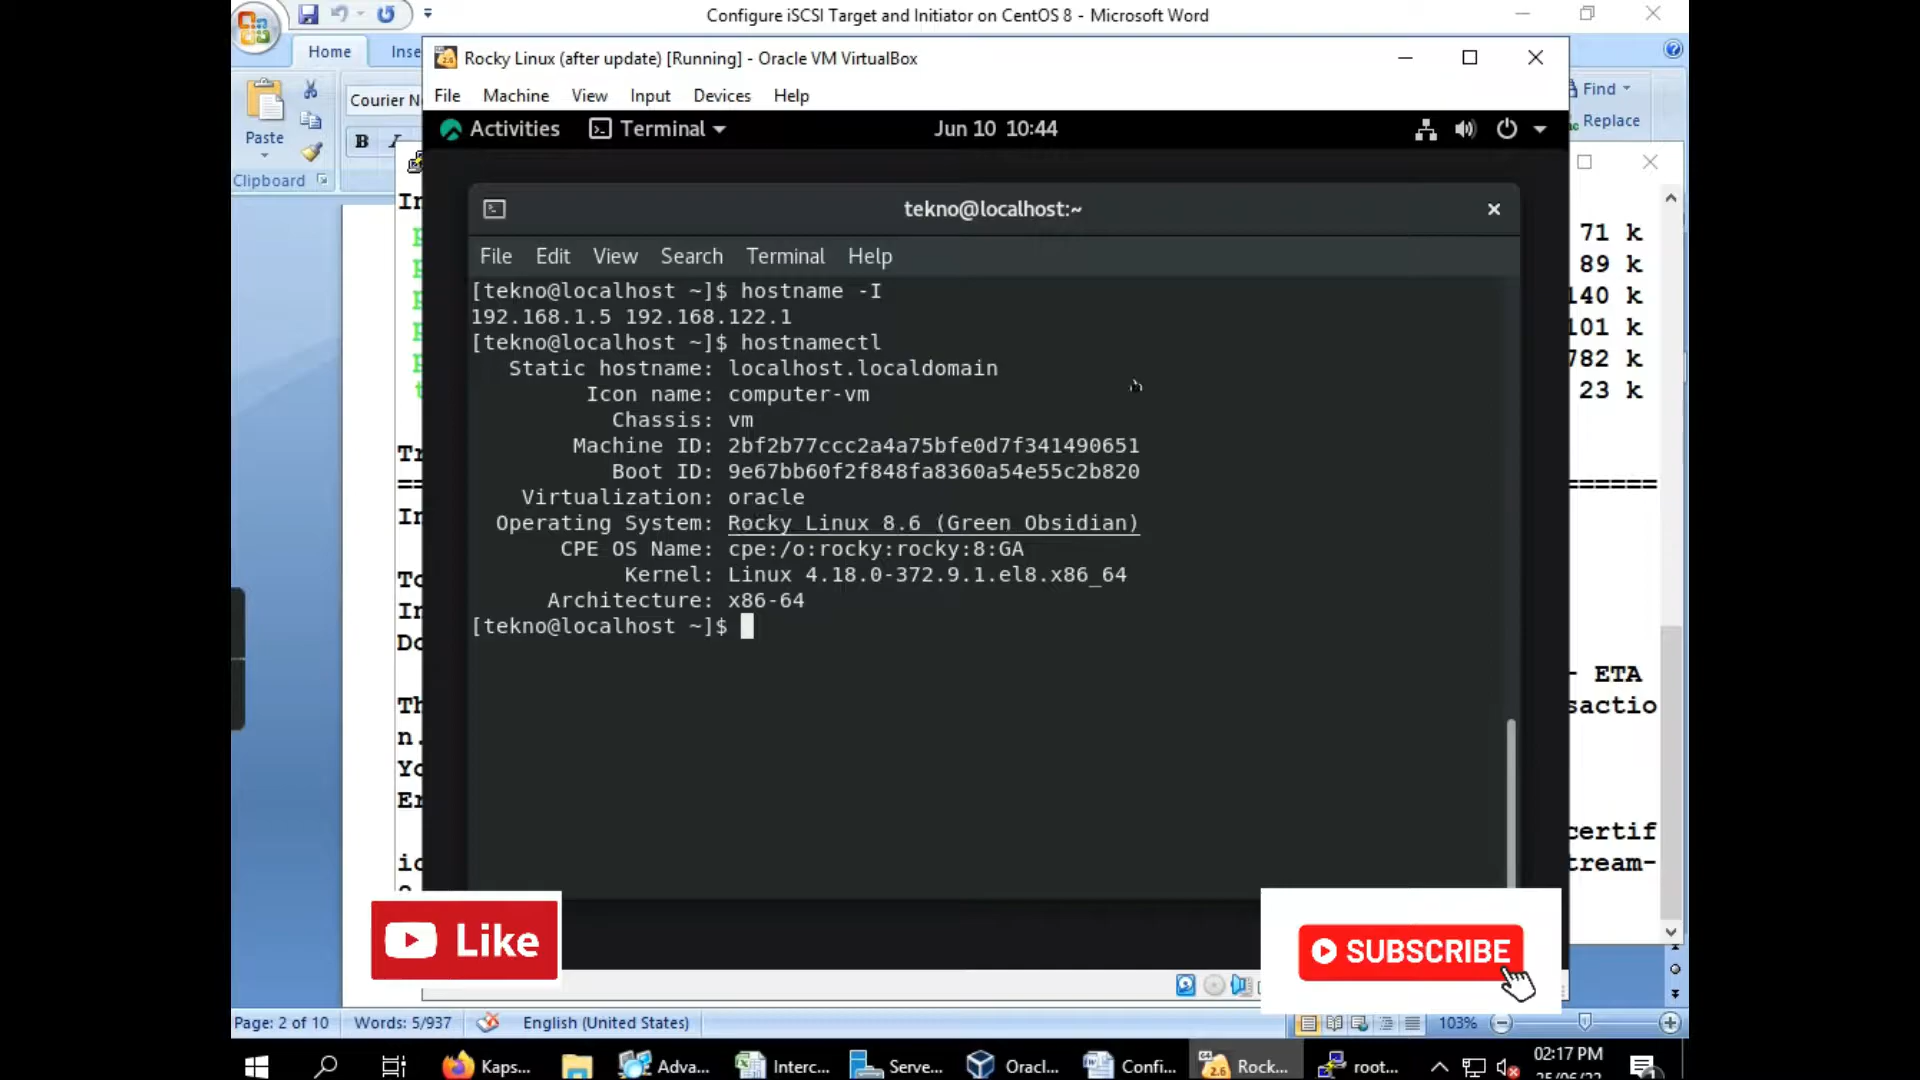 Configure iSCSI Target and Initiator on CentOS 8 - Microsoft Word
Home
Rocky Linux (after update) [Running] - Oracle VM VirtualBox
File Machine View Input Devices Help
Activities Terminal Jun 10 10:44
Courier N
Paste
B
Clipboard
Find
Replace
tekno@localhost:~
File Edit View Search Terminal Help
[tekno@localhost ~]$ hostname -I
192.168.1.5 192.168.122.1
[tekno@localhost ~]$ hostnamectl
Static hostname: localhost.localdomain
Icon name: computer-vm
Chassis: vm
Machine ID: 2bf2b77ccc2a4a75bfe0d7f341490651
Boot ID: 9e67bb60f2f848fa8360a54e55c2b820
Virtualization: oracle
Operating System: Rocky Linux 8.6 (Green Obsidian)
CPE OS Name: cpe:/o:rocky:rocky:8:GA
Kernel: Linux 4.18.0-372.9.1.el8.x86_64
Architecture: x86-64
[tekno@localhost ~]$
71 k
89 k
140 k
101 k
782 k
23 k
- ETA
sactio
n.
certif
tream-
Like
SUBSCRIBE
Page: 2 of 10 Words: 5/937 English (United States) 103%
Kaps... Adva... Interc... Serve... Oracl... Confi... Rock... root... 02:17 PM